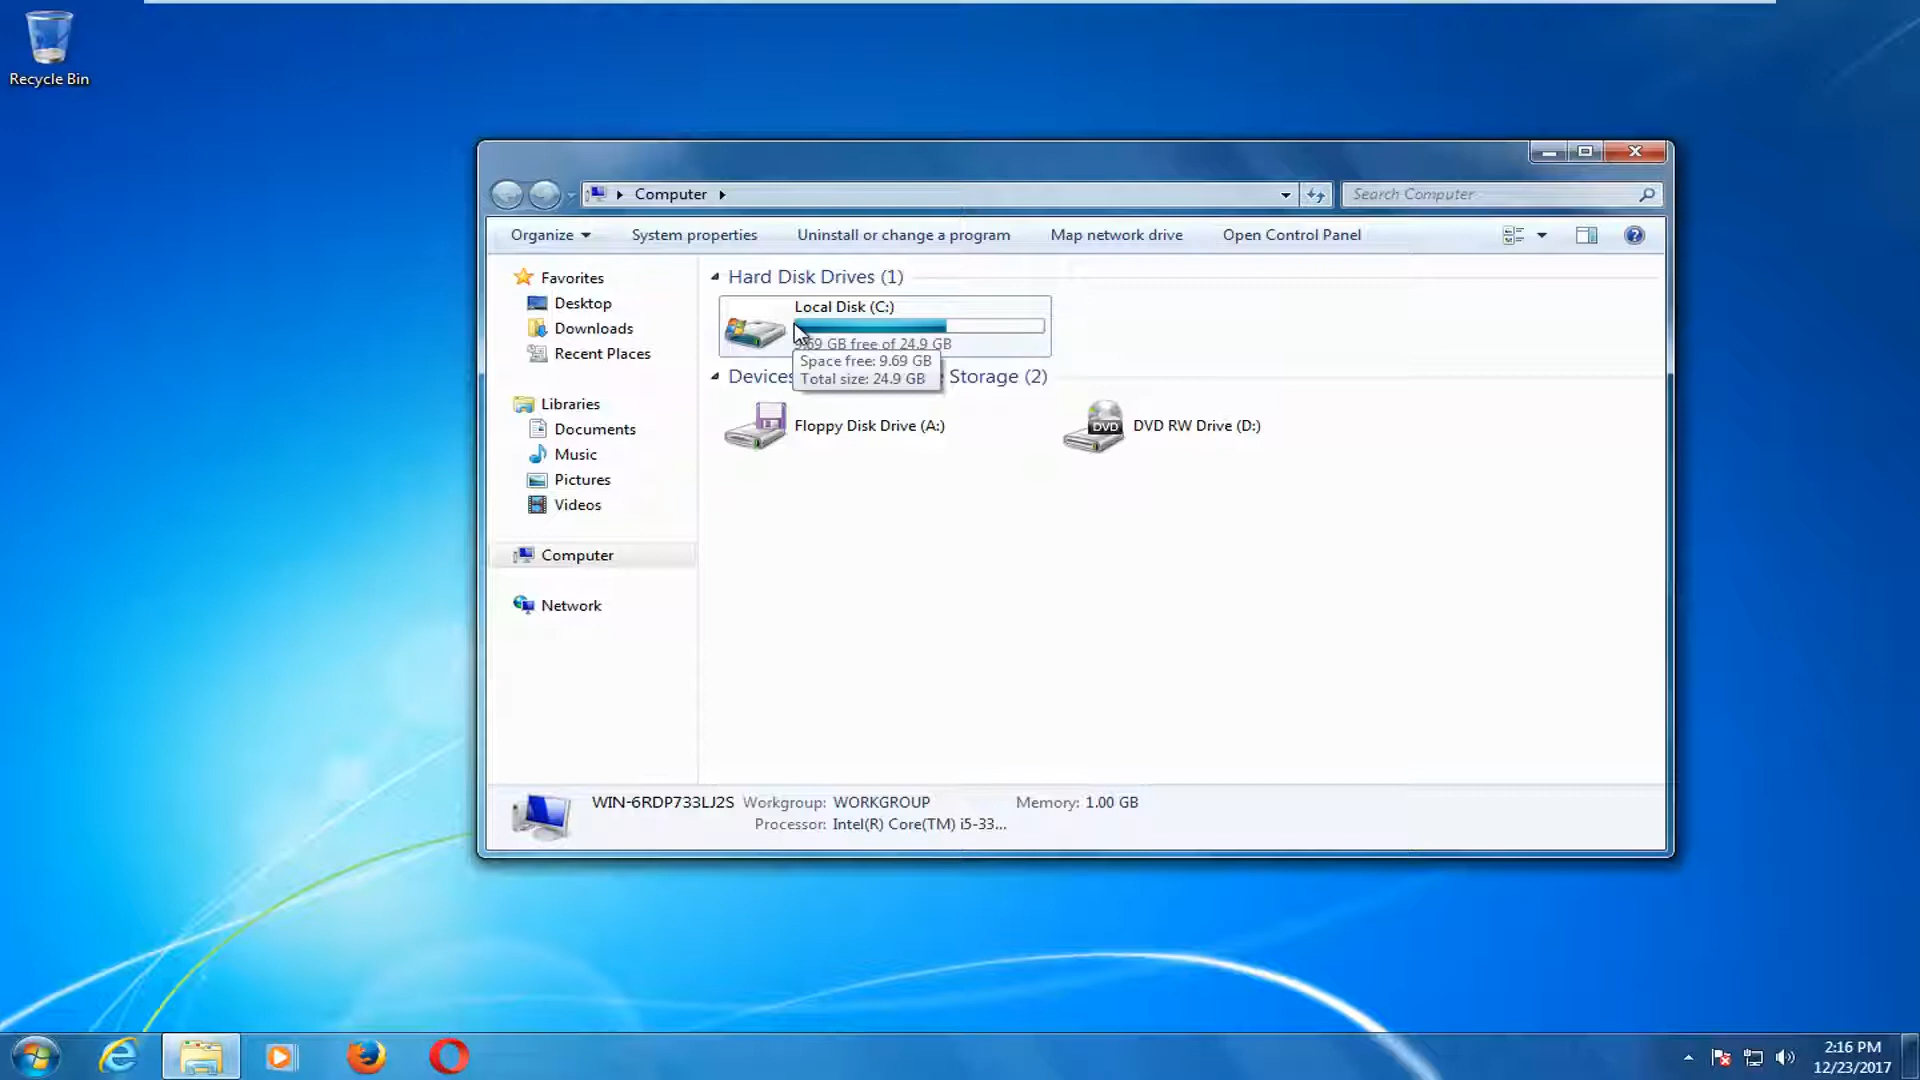 Recycle Bin
Computer
Search Computer
Organize
System properties
Uninstall or change a program
Map network drive
Open Control Panel
Favorites
Desktop
Downloads
Recent Places
Libraries
Documents
Music
Pictures
Videos
Computer
Network
Hard Disk Drives (1)
Local Disk (C:)
9.69 GB free of 24.9 GB
Space free: 9.69 GB
Total size: 24.9 GB
Devices Storage (2)
Floppy Disk Drive (A:)
DVD
DVD RW Drive (D:)
WIN-6RDP733LJ2S Workgroup: WORKGROUP Memory: 1.00 GB
Processor: Intel(R) Core(TM) i5-33...
2:16 PM
12/23/2017